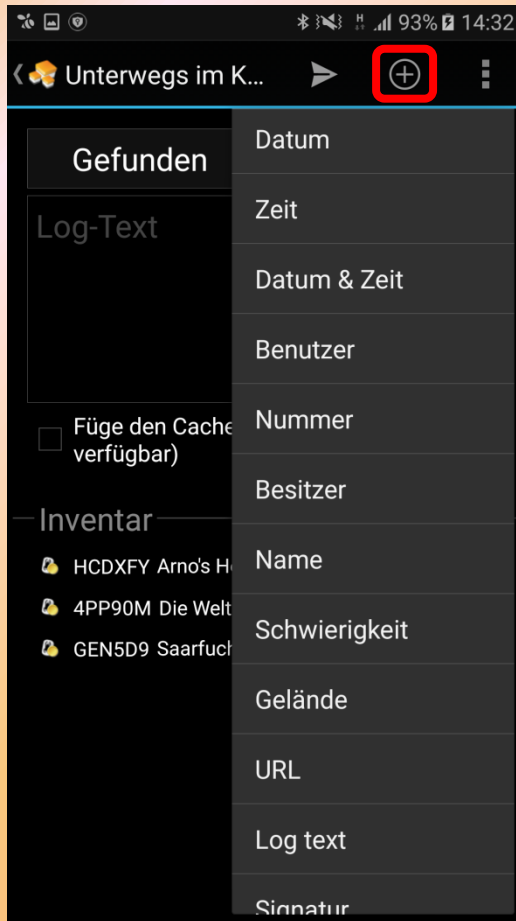 H 93% 14:32
Unterwegs im K...
Gefunden
Log-Text
Füge den Cache
verfügbar)
Inventar
HCDXFY Arno's H
4PP90M Die Welt
GEN5D9 Saarfuch
Datum
Zeit
Datum & Zeit
Benutzer
Nummer
Besitzer
Name
Schwierigkeit
Gelände
URL
Log text
Signatur